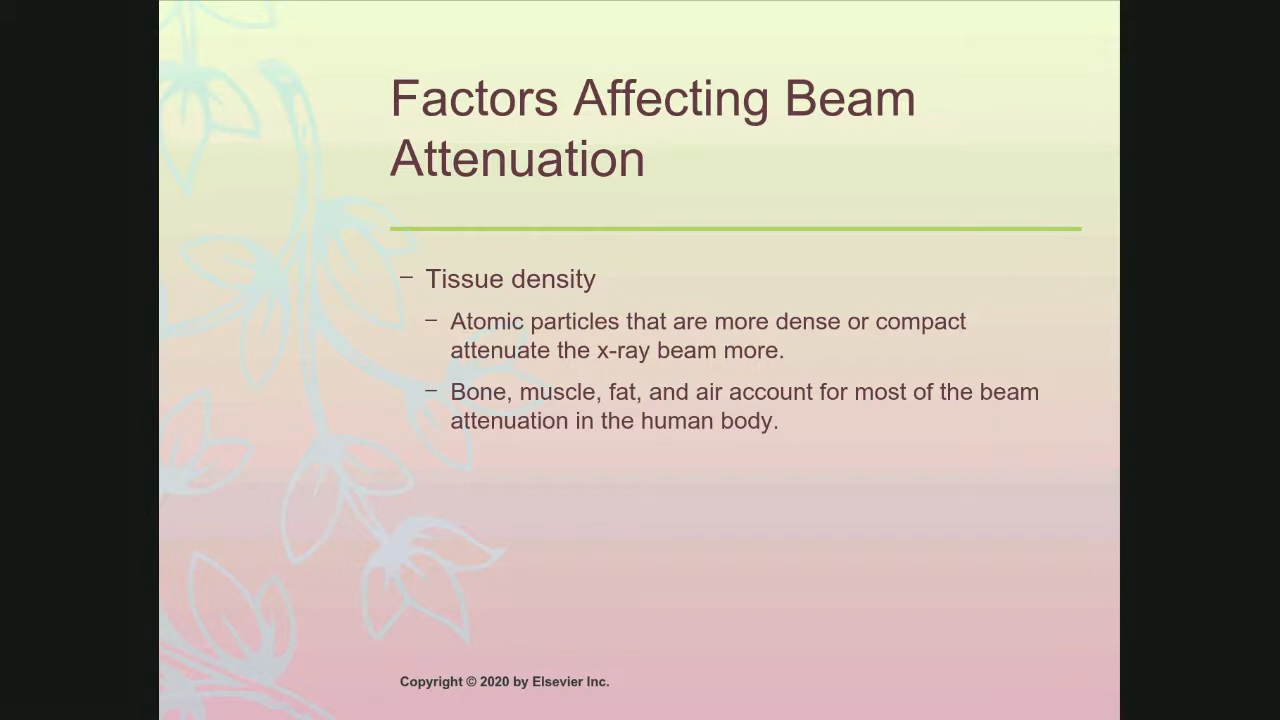 Factors Affecting Beam
Attenuation
– Tissue density
– Atomic particles that are more dense or compact
attenuate the x-ray beam more.
– Bone, muscle, fat, and air account for most of the beam
attenuation in the human body.
Copyright © 2020 by Elsevier Inc.